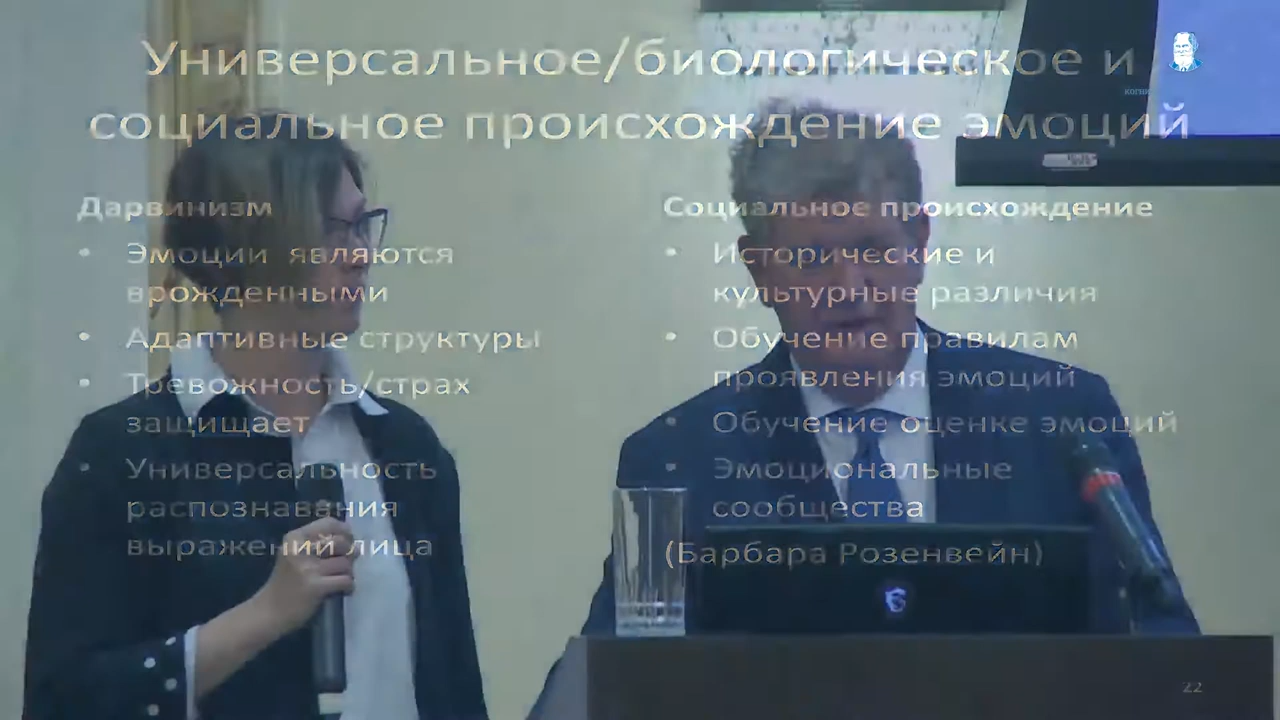 Универсальное/биологическое и
социальное происхождение эмоций
Дарвинизм
• Эмоции являются
врожденными
• Адаптивные структуры
• Тревожность/страх
защищает
• Универсальность
распознавания
выражений лица
Социальное происхождение
• Исторические и
культурные различия
• Обучение правилам
проявления эмоций
• Обучение оценке эмоций
• Эмоциональные
сообщества
(Барбара Розенвейн)
22